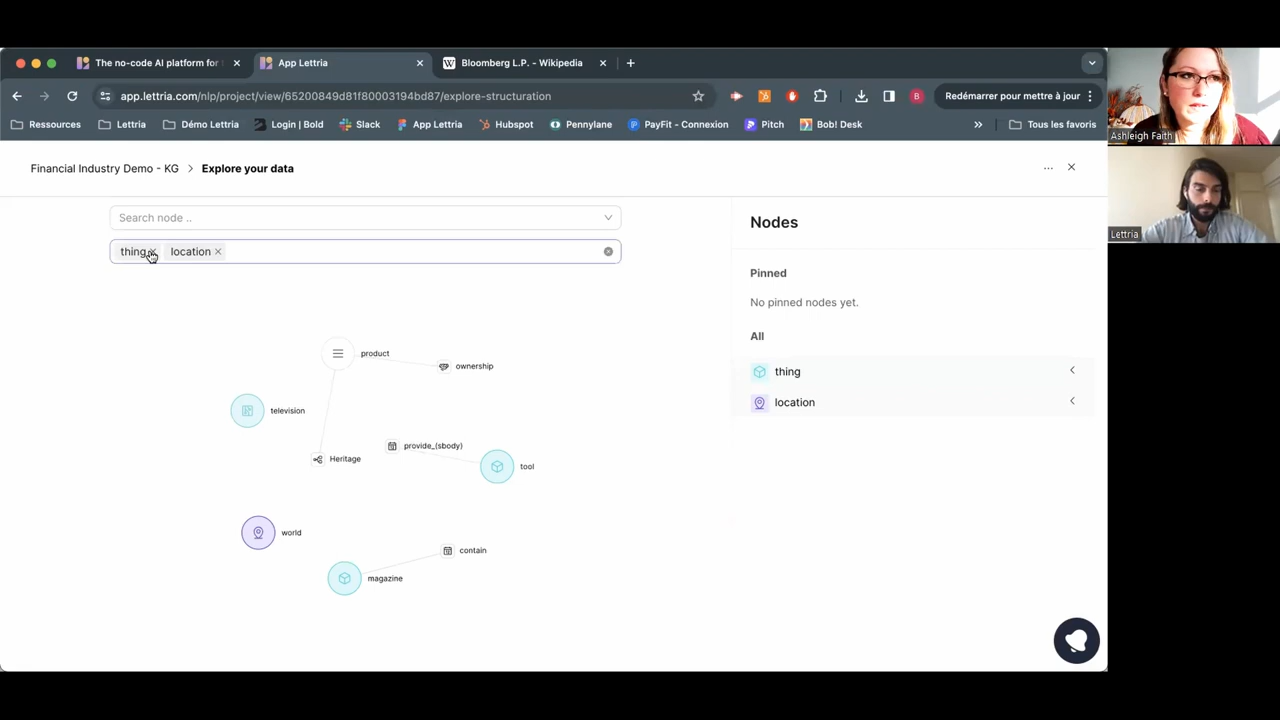 The no-code AI platform for
App Lettria
W Bloomberg L.P. - Wikipedia
app.lettria.com/nlp/project/view/65200849d81f80003194bd87/explore-structuration
B
Redémarrer pour mettre à jour
Ressources
Lettria
Démo Lettria
Login | Bold
Slack
App Lettria
Hubspot
Pennylane
PayFit - Connexion
Pitch
Bob! Desk
Tous les favoris
Ashleigh Faith
Lettria
Financial Industry Demo - KG > Explore your data
Search node ..
thing
location
Nodes
Pinned
No pinned nodes yet.
All
thing
location
product
ownership
television
provide_(sbody)
Heritage
tool
world
contain
magazine